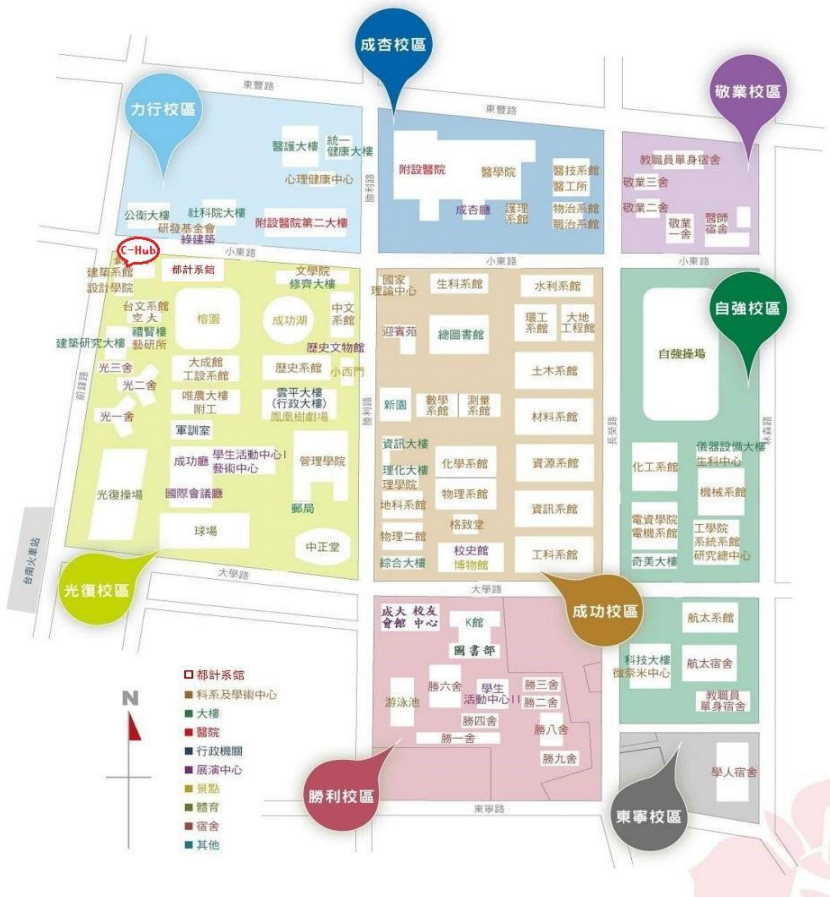 成杏校區
敬業校區
力行校區
東豐路
東豐路
醫護大樓
統一
健康大樓
心理健康中心
公衛大樓
社科院大樓
研發基金會
綠建築
附設醫院第二大樓
勝利路
附設醫院
醫學院
醫技系館
醫工所
成杏廳
護理
系館
物治系館
職治系館
教職員單身宿舍
敬業三舍
敬業二舍
敬業
一舍
醫師
宿舍
小東路
小東路
小東路
C-Hub
建築系館
設計學院
都計系館
文學院
修齊大樓
台文系館
空大
榕園
成功湖
中文
系館
禮賢樓
藝研所
建築研究大樓
歷史文物館
光三舍
光二舍
光一舍
大成館
工設系館
歷史系館
小西門
唯農大樓
附工
雲平大樓
(行政大樓)
鳳凰樹劇場
軍訓室
成功廳
學生活動中心I
藝術中心
管理學院
光復操場
國際會議廳
郵局
球場
中正堂
前鋒路
勝利路
台南火車站
大學路
光復校區
國家
理論中心
生科系館
水利系館
迎賓苑
總圖書館
環工
系館
大地
工程館
土木系館
新園
數學
系館
測量
系館
材料系館
資訊大樓
理化大樓
理學院
化學系館
資源系館
地科系館
物理系館
資訊系館
物理二館
格致堂
綜合大樓
校史館
博物館
工科系館
大學路
長榮路
成功校區
自強校區
自強操場
林森路
儀器設備大樓
生科中心
化工系館
機械系館
電資學院
電機系館
工學院
系統系
研究總中心
奇美大樓
航太系館
科技大樓
微奈米中心
航太宿舍
教職員
單身宿舍
成大 校友
會館 中心
K館
圖書部
游泳池
勝六舍
學生
活動中心II
勝三舍
勝二舍
勝四舍
勝一舍
勝八舍
勝九舍
勝利校區
東寧路
東寧校區
學人宿舍
N
都計系館
科系及學術中心
大樓
醫院
行政機關
展演中心
景點
體育
宿舍
其他